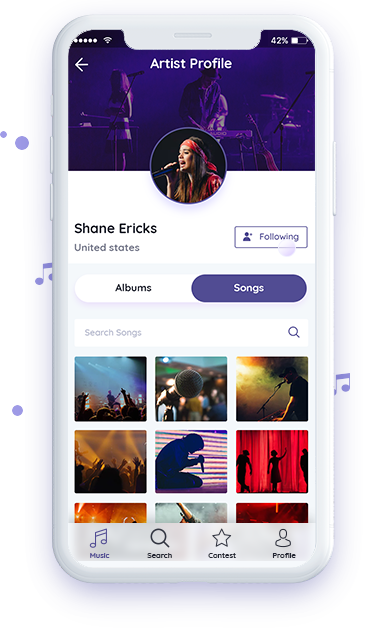 42%
Artist Profile
Shane Ericks
United states
Following
Albums
Songs
Search Songs
Music
Search
Contest
Profile